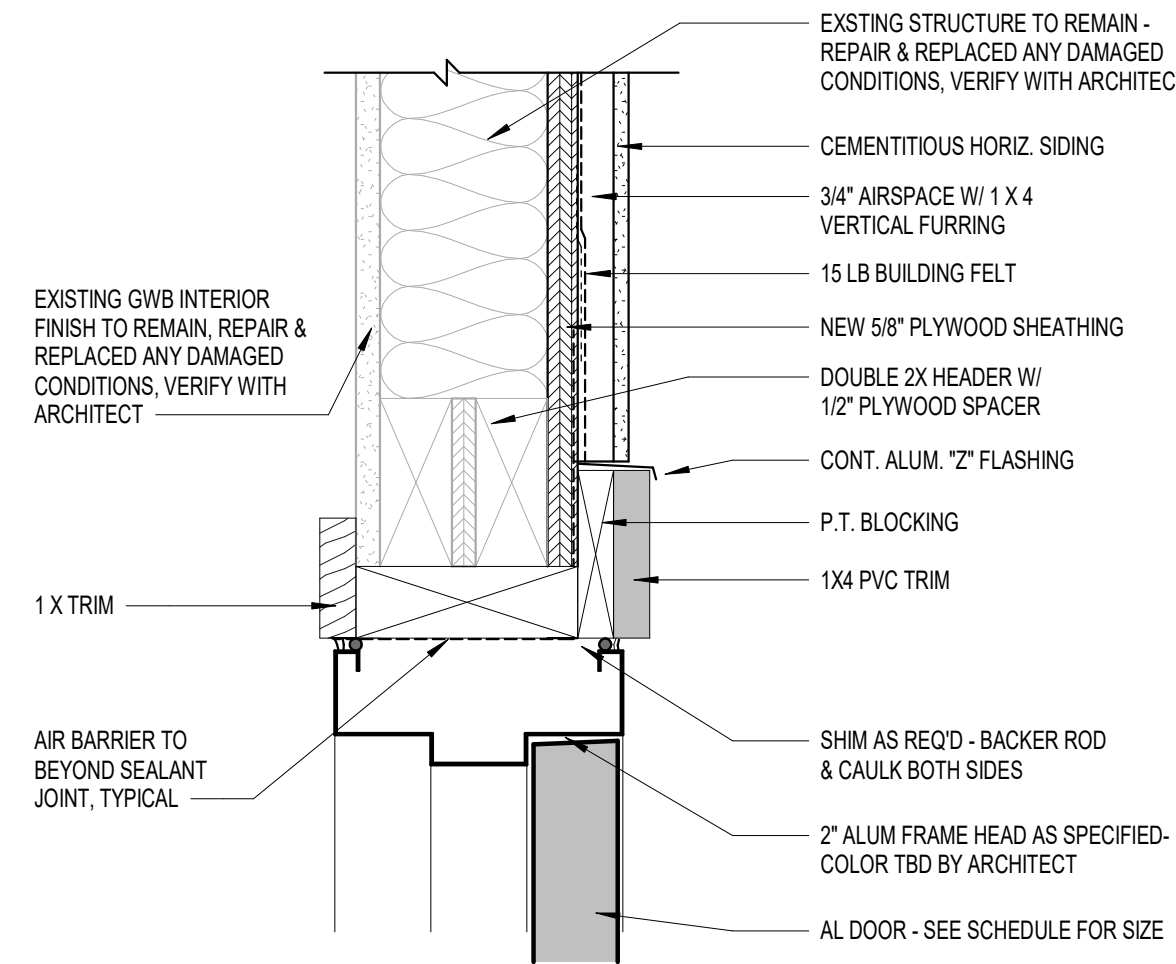 EXSTING STRUCTURE TO REMAIN -
REPAIR & REPLACED ANY DAMAGED
CONDITIONS, VERIFY WITH ARCHITEC
CEMENTITIOUS HORIZ. SIDING
3/4" AIRSPACE W/ 1 X 4
VERTICAL FURRING
15 LB BUILDING FELT
NEW 5/8" PLYWOOD SHEATHING
DOUBLE 2X HEADER W/
1/2" PLYWOOD SPACER
CONT. ALUM. "Z" FLASHING
P.T. BLOCKING
1X4 PVC TRIM
SHIM AS REQ'D - BACKER ROD
& CAULK BOTH SIDES
2" ALUM FRAME HEAD AS SPECIFIED-
COLOR TBD BY ARCHITECT
AL DOOR - SEE SCHEDULE FOR SIZE
EXISTING GWB INTERIOR
FINISH TO REMAIN, REPAIR &
REPLACED ANY DAMAGED
CONDITIONS, VERIFY WITH
ARCHITECT
1 X TRIM
AIR BARRIER TO
BEYOND SEALANT
JOINT, TYPICAL